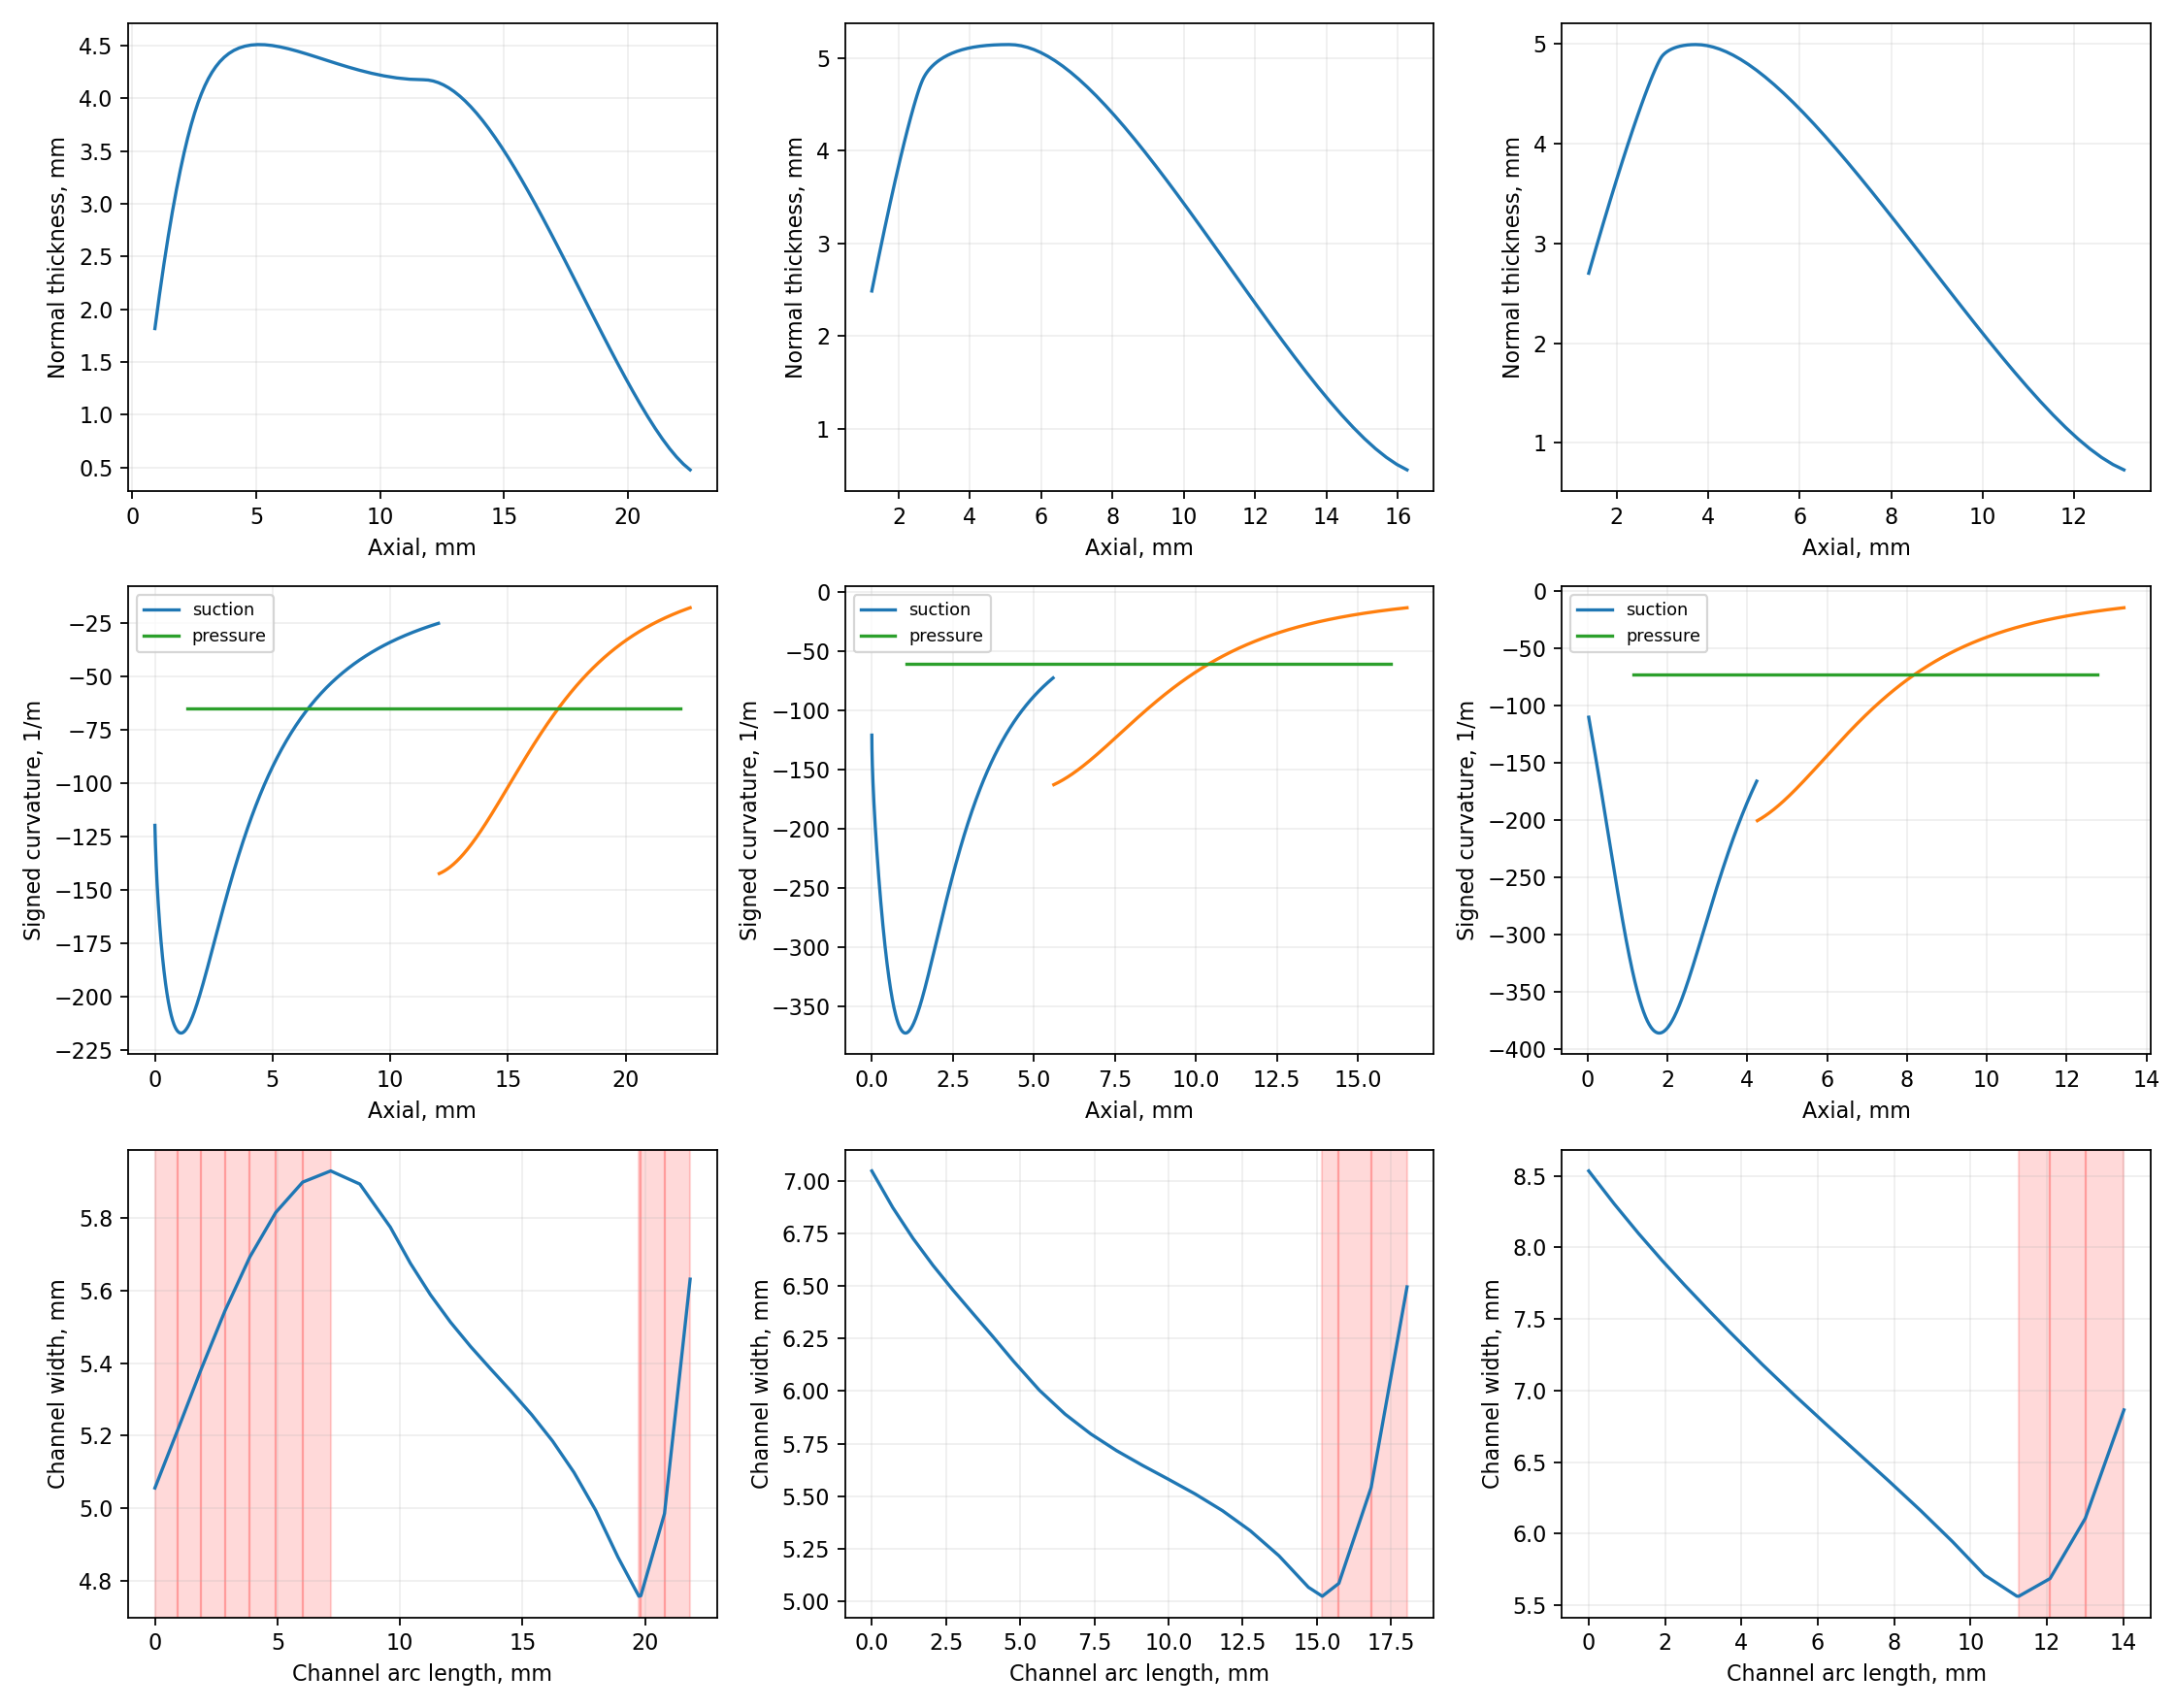 Normal thickness, mm
4.5
4.0
3.5
3.0
2.5
2.0
1.5
1.0
0.5
0 5 10 15 20
Axial, mm
Normal thickness, mm
5
4
3
2
1
2 4 6 8 10 12 14 16
Axial, mm
Normal thickness, mm
5
4
3
2
1
2 4 6 8 10 12
Axial, mm
Signed curvature, 1/m
suction
pressure
−25
−50
−75
−100
−125
−150
−175
−200
−225
0 5 10 15 20
Axial, mm
Signed curvature, 1/m
suction
pressure
0
−50
−100
−150
−200
−250
−300
−350
0.0 2.5 5.0 7.5 10.0 12.5 15.0
Axial, mm
Signed curvature, 1/m
suction
pressure
0
−50
−100
−150
−200
−250
−300
−350
−400
0 2 4 6 8 10 12 14
Axial, mm
Channel width, mm
5.8
5.6
5.4
5.2
5.0
4.8
0 5 10 15 20
Channel arc length, mm
Channel width, mm
7.00
6.75
6.50
6.25
6.00
5.75
5.50
5.25
5.00
0.0 2.5 5.0 7.5 10.0 12.5 15.0 17.5
Channel arc length, mm
Channel width, mm
8.5
8.0
7.5
7.0
6.5
6.0
5.5
0 2 4 6 8 10 12 14
Channel arc length, mm